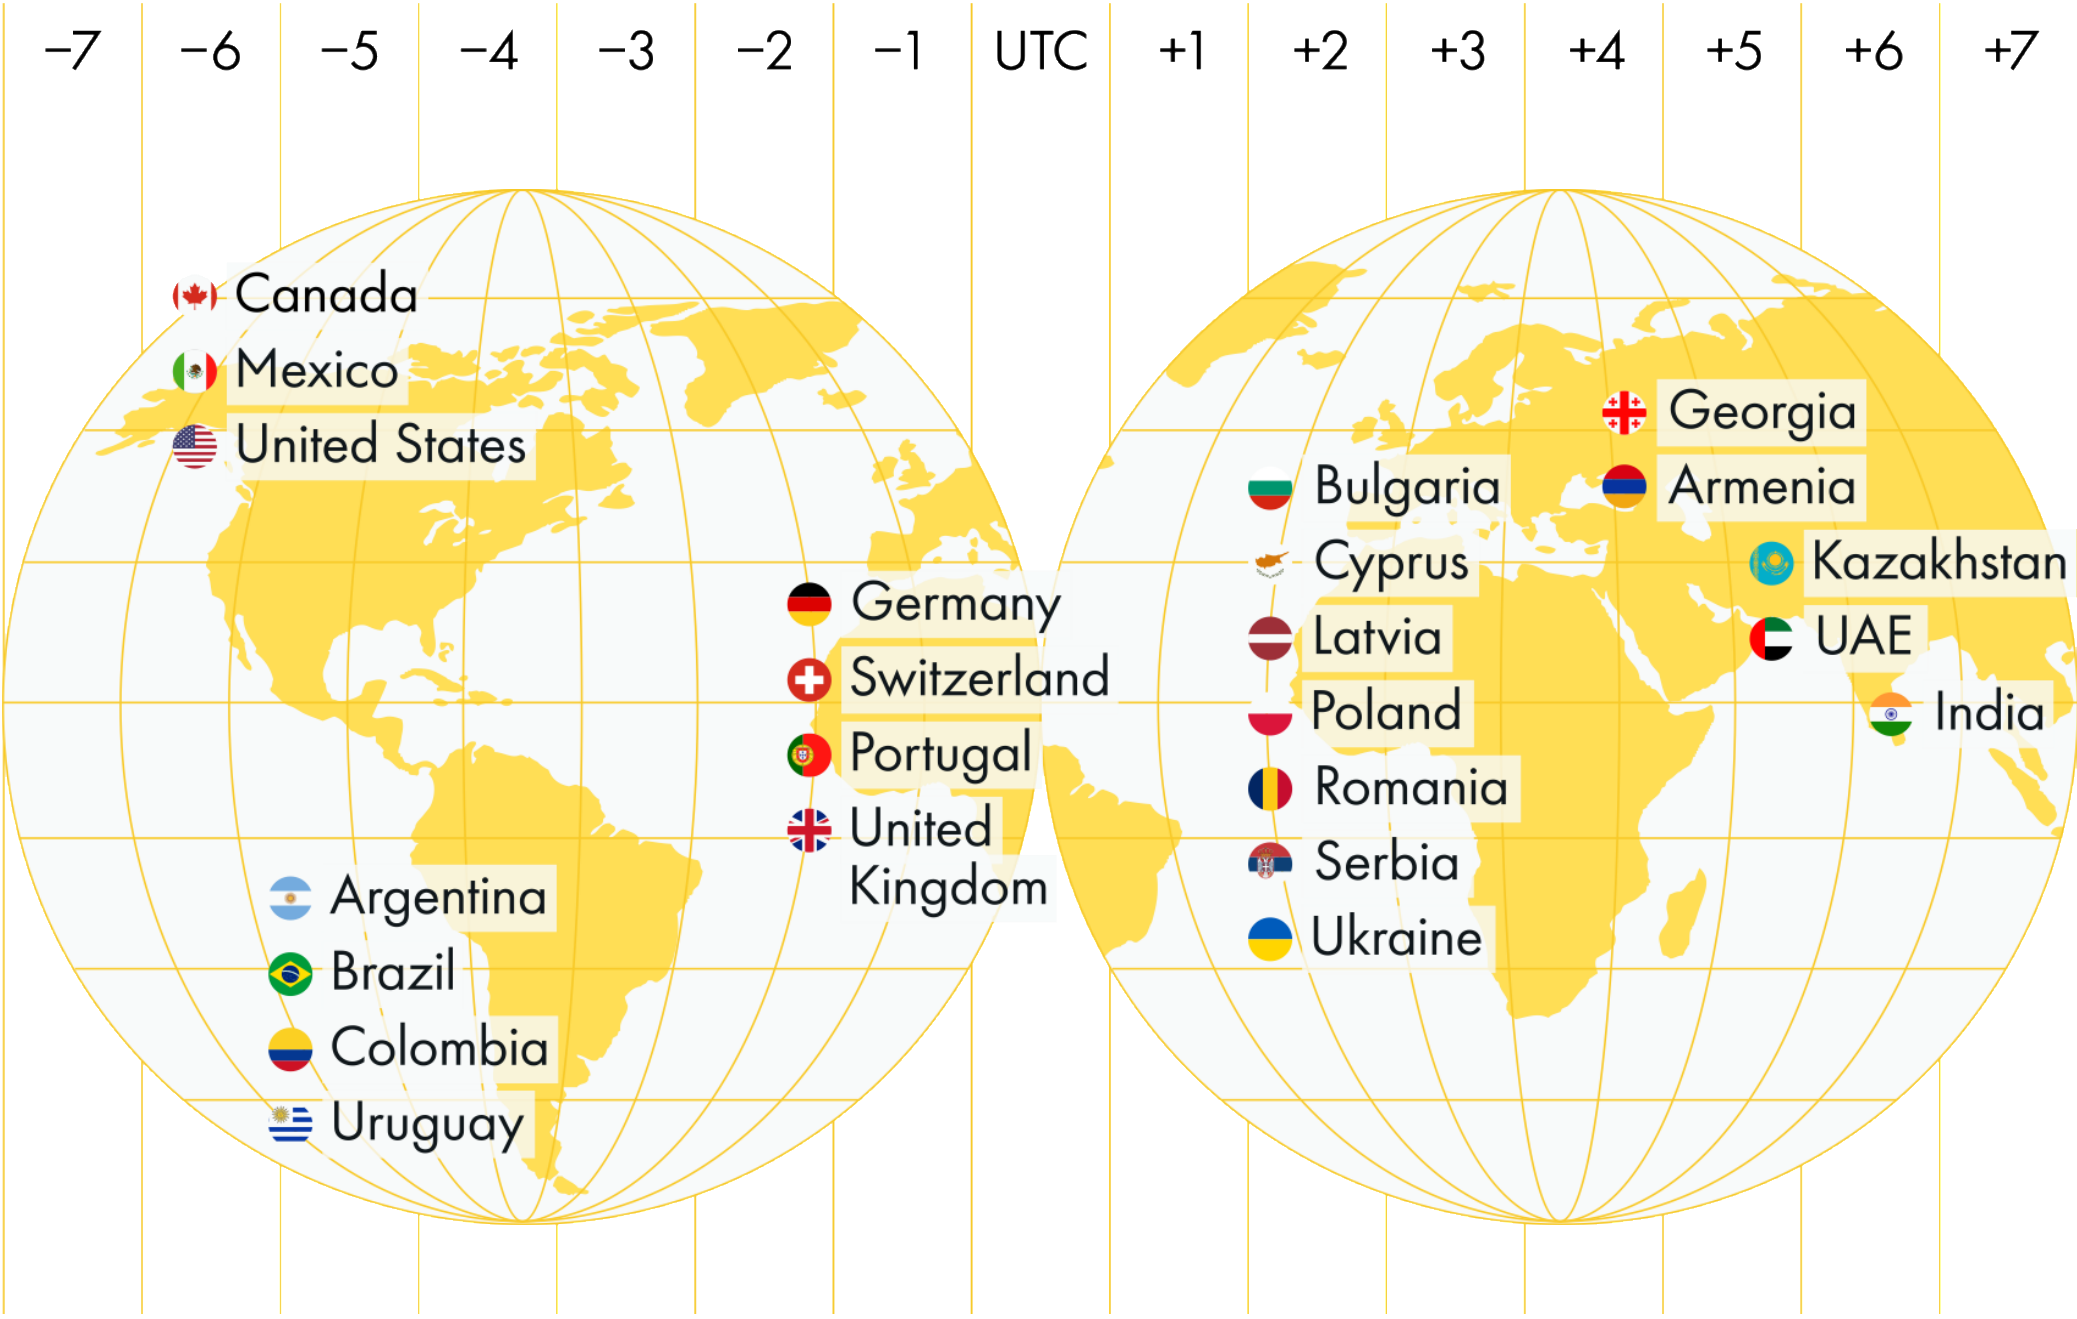 −7 −6 −5 −4 −3 −2 −1 UTC +1 +2 +3 +4 +5 +6 +7
Canada
Mexico
United States
Germany
Switzerland
Portugal
United
Kingdom
Argentina
Brazil
Colombia
Uruguay
Georgia
Armenia
Bulgaria
Cyprus
Latvia
Poland
Romania
Serbia
Ukraine
Kazakhstan
UAE
India